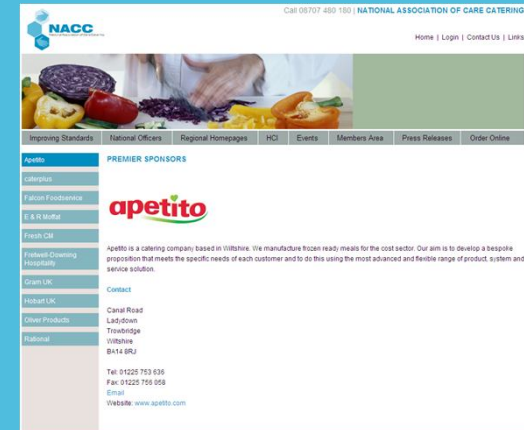 Call 08707 480 180 | NATIONAL ASSOCIATION OF CARE CATERING
NACC
Home | Login | Contact Us | Links
Improving Standards National Officers Regional Homepages HCI Events Members Area Press Releases Order Online
Apetito
caterplus
Falcon Foodservice
E & R Moffat
Fresh Oil
Fretwell-Downing
Hospitality
Gram UK
Hobart UK
Oliver Products
Rational
PREMIER SPONSORS
apetito
Apetito is a catering company based in Wiltshire. We manufacture frozen ready meals for the cost sector. Our aim is to develop a bespoke
proposition that meets the specific needs of each customer and to do this using the most advanced and flexible range of product, system and
service solution.
Contact
Canal Road
Ladydown
Trowbridge
Wiltshire
BA14 8RJ
Tel: 01225 753 636
Fax: 01225 756 058
Email
Website: www.apetito.com